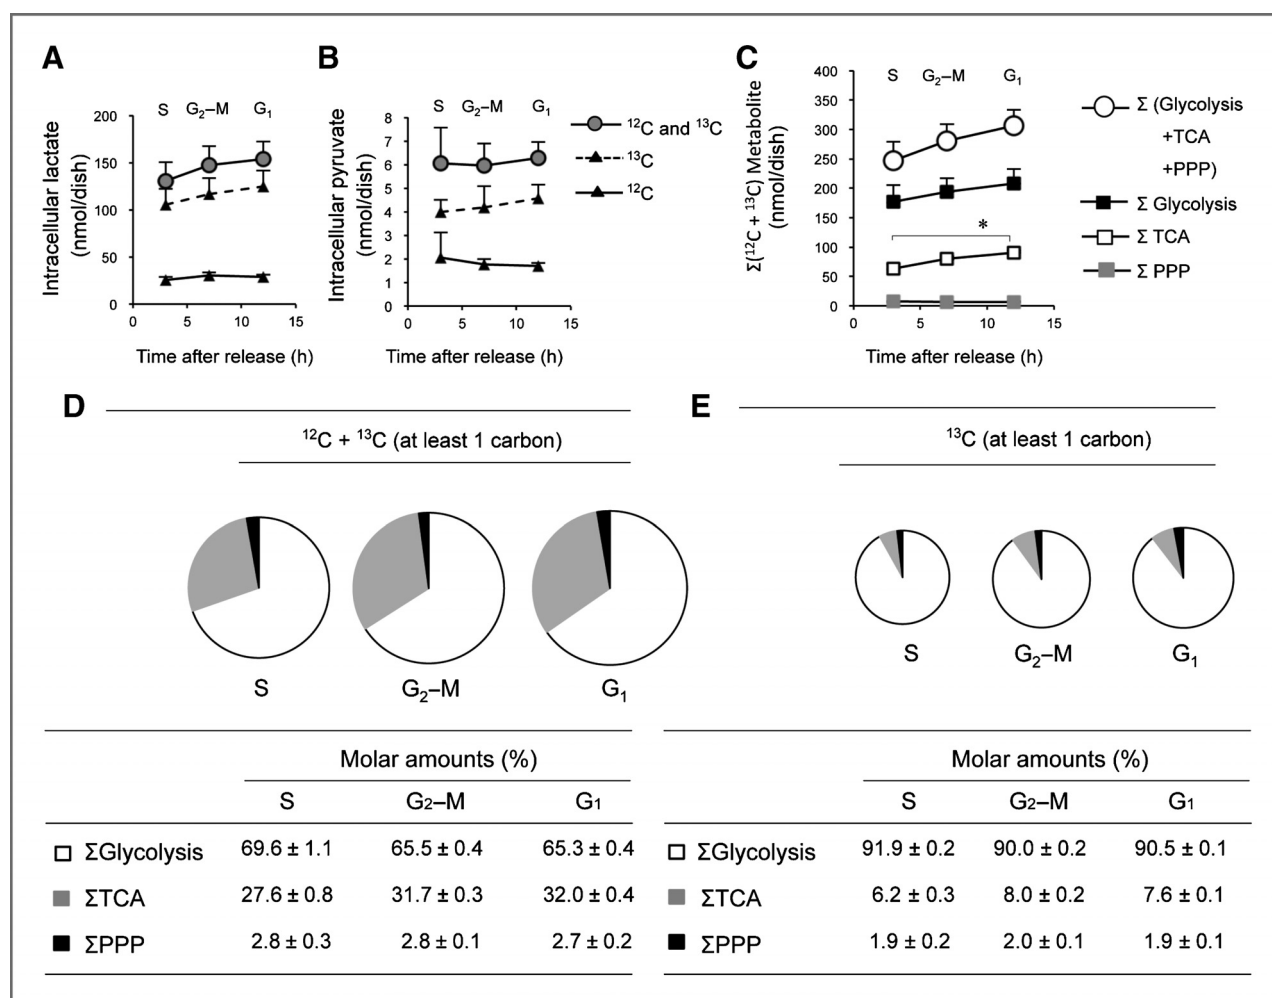 A
S G₂–M G₁
Intracellular lactate
(nmol/dish)
200
150
100
50
0
0 5 10 15
Time after release (h)
B
S G₂–M G₁
Intracellular pyruvate
(nmol/dish)
8
7
6
5
4
3
2
1
0
0 5 10 15
Time after release (h)
¹²C and ¹³C
¹³C
¹²C
C
S G₂–M G₁
Σ(¹²C + ¹³C) Metabolite
(nmol/dish)
400
350
300
250
200
150
100
50
0
*
0 5 10 15
Time after release (h)
Σ (Glycolysis
+TCA
+PPP)
Σ Glycolysis
Σ TCA
Σ PPP
D
¹²C + ¹³C (at least 1 carbon)
S G₂–M G₁
Molar amounts (%)
S G2–M G1
ΣGlycolysis 69.6 ± 1.1 65.5 ± 0.4 65.3 ± 0.4
ΣTCA 27.6 ± 0.8 31.7 ± 0.3 32.0 ± 0.4
ΣPPP 2.8 ± 0.3 2.8 ± 0.1 2.7 ± 0.2
E
¹³C (at least 1 carbon)
S G₂–M G₁
Molar amounts (%)
S G2–M G1
ΣGlycolysis 91.9 ± 0.2 90.0 ± 0.2 90.5 ± 0.1
ΣTCA 6.2 ± 0.3 8.0 ± 0.2 7.6 ± 0.1
ΣPPP 1.9 ± 0.2 2.0 ± 0.1 1.9 ± 0.1